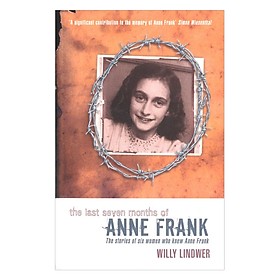 'A significant contribution to the memory of Anne Frank' Simon Wiesenthal
the last seven months of
ANNE FRANK
The stories of six women who knew Anne Frank
WILLY LINDWER